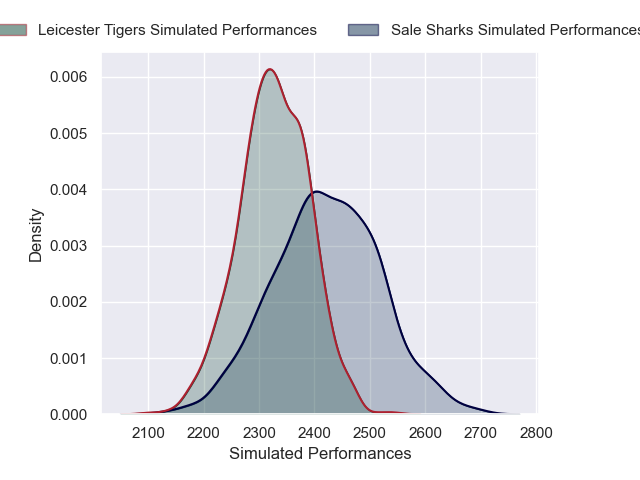 Leicester Tigers Simulated Performances
Sale Sharks Simulated Performances
0.006
0.005
0.004
0.003
0.002
0.001
0.000
Density
2100 2200 2300 2400 2500 2600 2700 2800
Simulated Performances